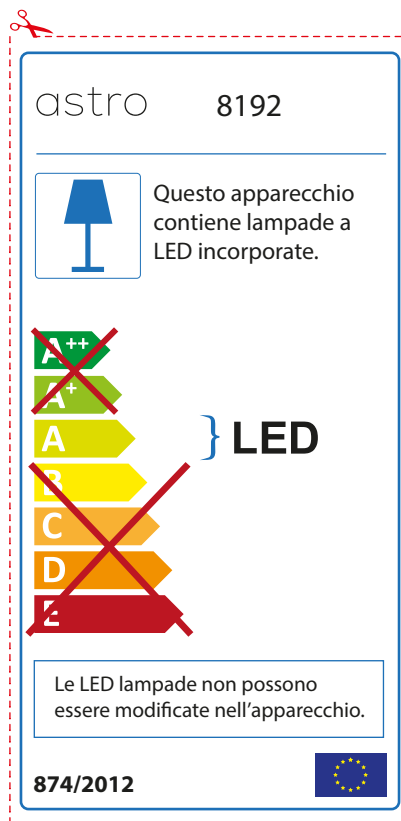 astro 8192
Questo apparecchio
contiene lampade a
LED incorporate.
A++
A+
A
} LED
B
C
D
E
Le LED lampade non possono
essere modificate nell'apparecchio.
874/2012